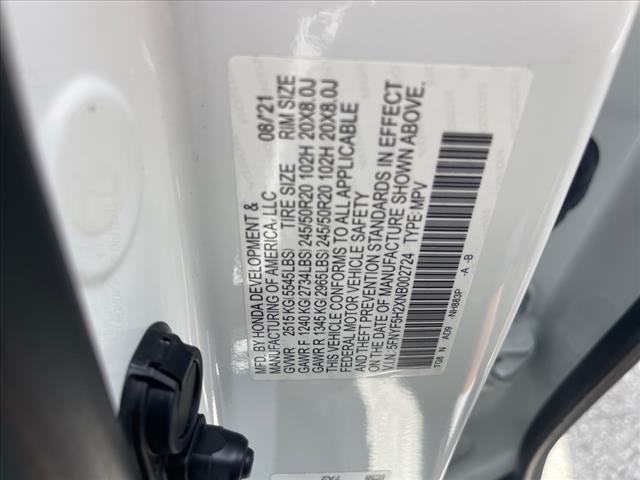 MFD. BY HONDA DEVELOPMENT & 08/'21
MANUFACTURING OF AMERICA, LLC
GVWR 2515 KG(5545LBS) TIRE SIZE RIM SIZE
GAWR F 1240 KG(2734LBS) 245/50R20 102H 20X8.0J
GAWR R 1345 KG(2965LBS) 245/50R20 102H 20X8.0J
THIS VEHICLE CONFORMS TO ALL APPLICABLE
FEDERAL MOTOR VEHICLE SAFETY
AND THEFT PREVENTION STANDARDS IN EFFECT
ON THE DATE OF MANUFACTURE SHOWN ABOVE.
V.I.N: 5FNYF5H2XNB002724 TYPE: MPV
TG8 N AD9 -NH883P -A -B